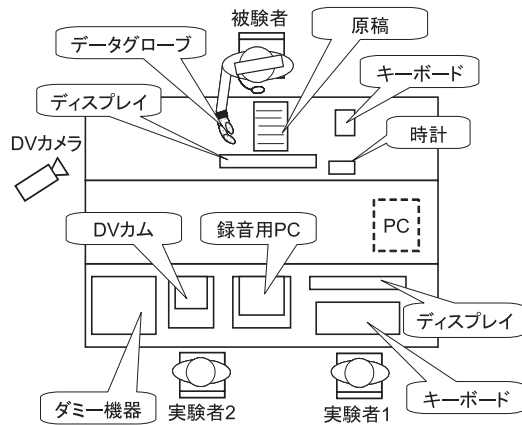 被験者
原稿
データグローブ
キーボード
ディスプレイ
時計
DVカメラ
DVカム
録音用PC
PC
ディスプレイ
キーボード
ダミー機器
実験者2
実験者1